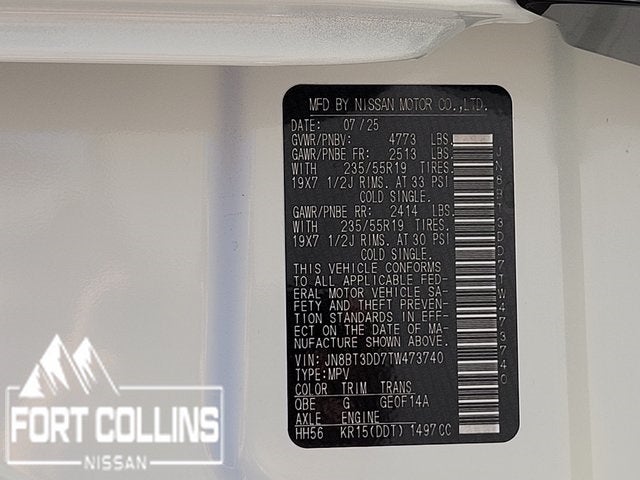 MFD BY NISSAN MOTOR CO.,LTD.
DATE: 07/25
GVWR/PNBV: 4773 LBS.
GAWR/PNBE FR: 2513 LBS.
WITH 235/55R19 TIRES.
19X7 1/2J RIMS. AT 33 PSI
COLD SINGLE.
GAWR/PNBE RR: 2414 LBS.
WITH 235/55R19 TIRES.
19X7 1/2J RIMS. AT 30 PSI
COLD SINGLE.
THIS VEHICLE CONFORMS
TO ALL APPLICABLE FED-
ERAL MOTOR VEHICLE SA-
FETY AND THEFT PREVEN-
TION STANDARDS IN EFF-
ECT ON THE DATE OF MA-
NUFACTURE SHOWN ABOVE.
VIN: JN8BT3DD7TW473740
TYPE:MPV
COLOR TRIM TRANS
QBE G GE0F14A
AXLE ENGINE
HH56 KR15(DDT) 1497CC
JN8BT3DD7TW473740
FORT COLLINS
NISSAN